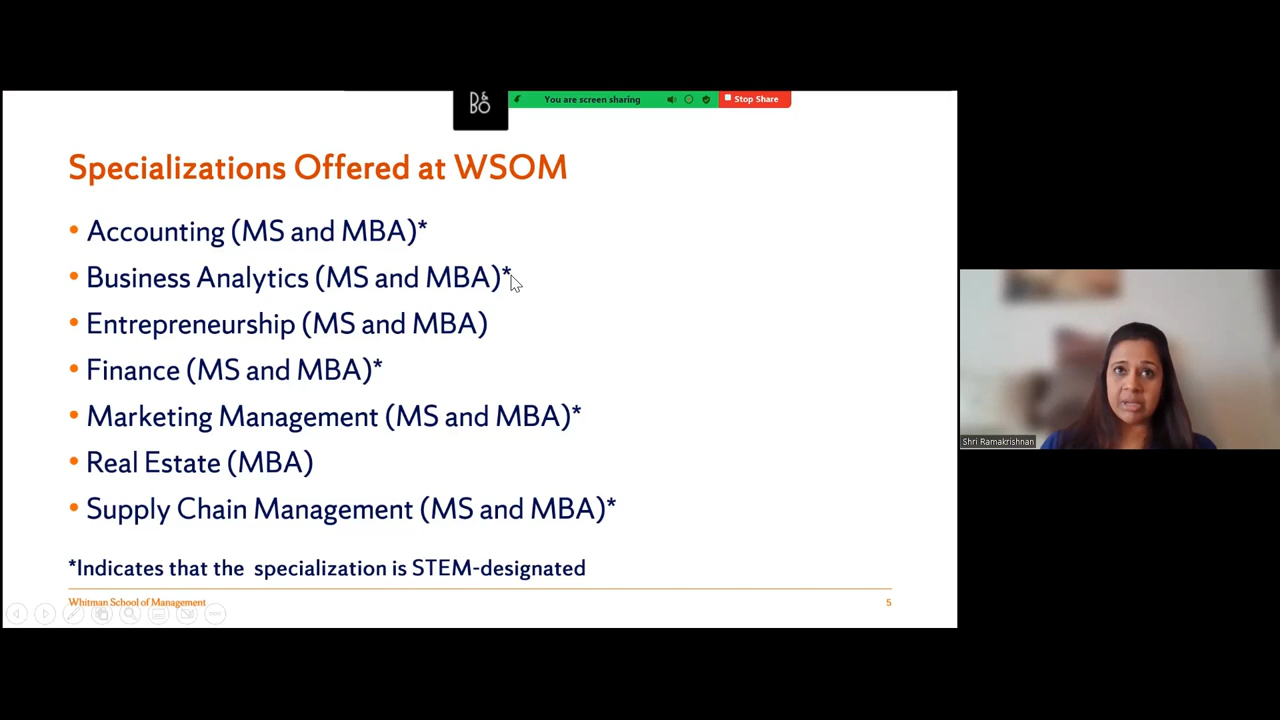 B&O
You are screen sharing
Stop Share
Specializations Offered at WSOM
• Accounting (MS and MBA)*
• Business Analytics (MS and MBA)*
• Entrepreneurship (MS and MBA)
• Finance (MS and MBA)*
• Marketing Management (MS and MBA)*
• Real Estate (MBA)
• Supply Chain Management (MS and MBA)*
*Indicates that the specialization is STEM-designated
Whitman School of Management
5
Shri Ramakrishnan